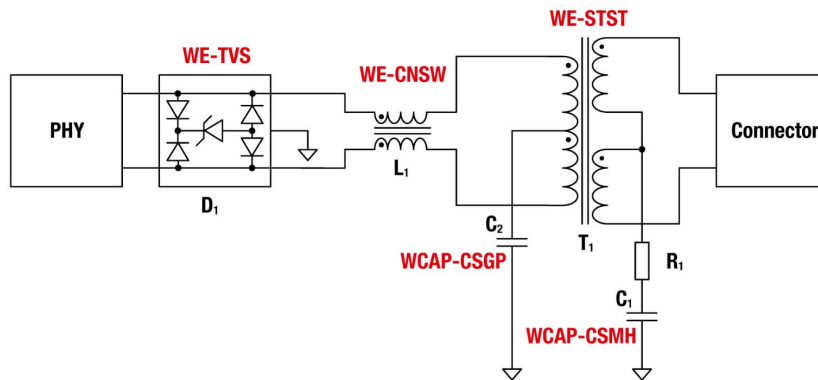 WE-STST
WE-TVS
WE-CNSW
PHY
Connector
L₁
D₁
C₂
T₁
WCAP-CSGP
R₁
C₁
WCAP-CSMH